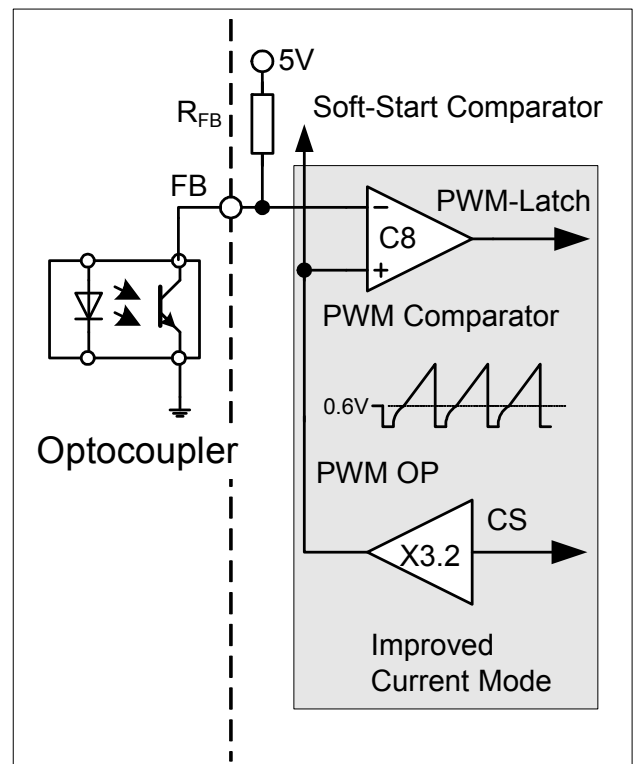 5V
R_FB
Soft-Start Comparator
FB
PWM-Latch
−
C8
+
PWM Comparator
0.6V
Optocoupler
PWM OP
CS
X3.2
Improved
Current Mode